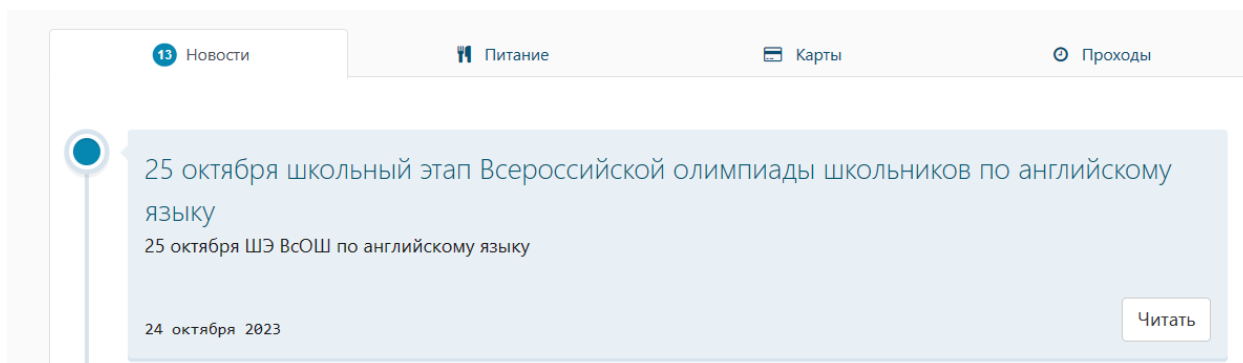 13 Новости Питание Карты Проходы
25 октября школьный этап Всероссийской олимпиады школьников по английскому
языку
25 октября ШЭ ВсОШ по английскому языку
24 октября 2023 Читать